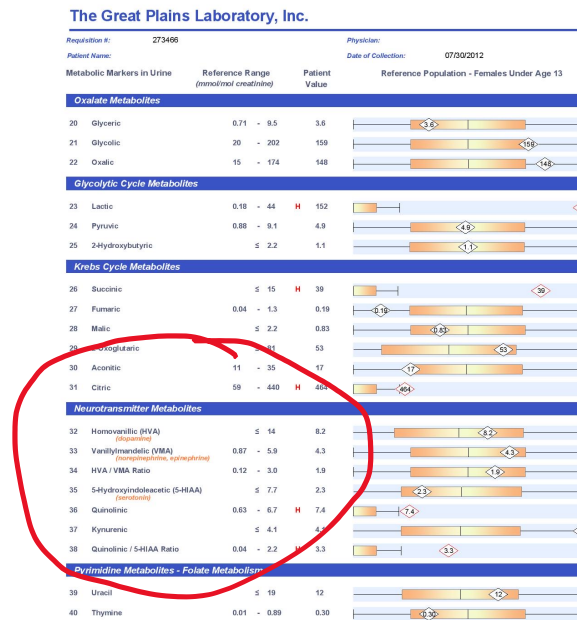 The Great Plains Laboratory, Inc.
Requisition #: 273466 Physician:
Patient Name: Date of Collection: 07/30/2012
Metabolic Markers in Urine Reference Range (mmol/mol creatinine) Patient Value Reference Population - Females Under Age 13
Oxalate Metabolites
20 Glyceric 0.71 - 9.5 3.6 3.6
21 Glycolic 20 - 202 159 159
22 Oxalic 15 - 174 148 148
Glycolytic Cycle Metabolites
23 Lactic 0.18 - 44 H 152
24 Pyruvic 0.88 - 9.1 4.9 4.9
25 2-Hydroxybutyric ≤ 2.2 1.1 1.1
Krebs Cycle Metabolites
26 Succinic ≤ 15 H 39 39
27 Fumaric 0.04 - 1.3 0.19 0.19
28 Malic ≤ 2.2 0.83 0.83
29 2-Oxoglutaric ≤ 81 53 53
30 Aconitic 11 - 35 17 17
31 Citric 59 - 440 H 464 464
Neurotransmitter Metabolites
32 Homovanillic (HVA) ≤ 14 8.2 8.2
(dopamine)
33 Vanillylmandelic (VMA) 0.87 - 5.9 4.3 4.3
(norepinephrine, epinephrine)
34 HVA / VMA Ratio 0.12 - 3.0 1.9 1.9
35 5-Hydroxyindoleacetic (5-HIAA) ≤ 7.7 2.3 2.3
(serotonin)
36 Quinolinic 0.63 - 6.7 H 7.4 7.4
37 Kynurenic ≤ 4.1
38 Quinolinic / 5-HIAA Ratio 0.04 - 2.2 H 3.3 3.3
Pyrimidine Metabolites - Folate Metabolism
39 Uracil ≤ 19 12 12
40 Thymine 0.01 - 0.89 0.30 0.30